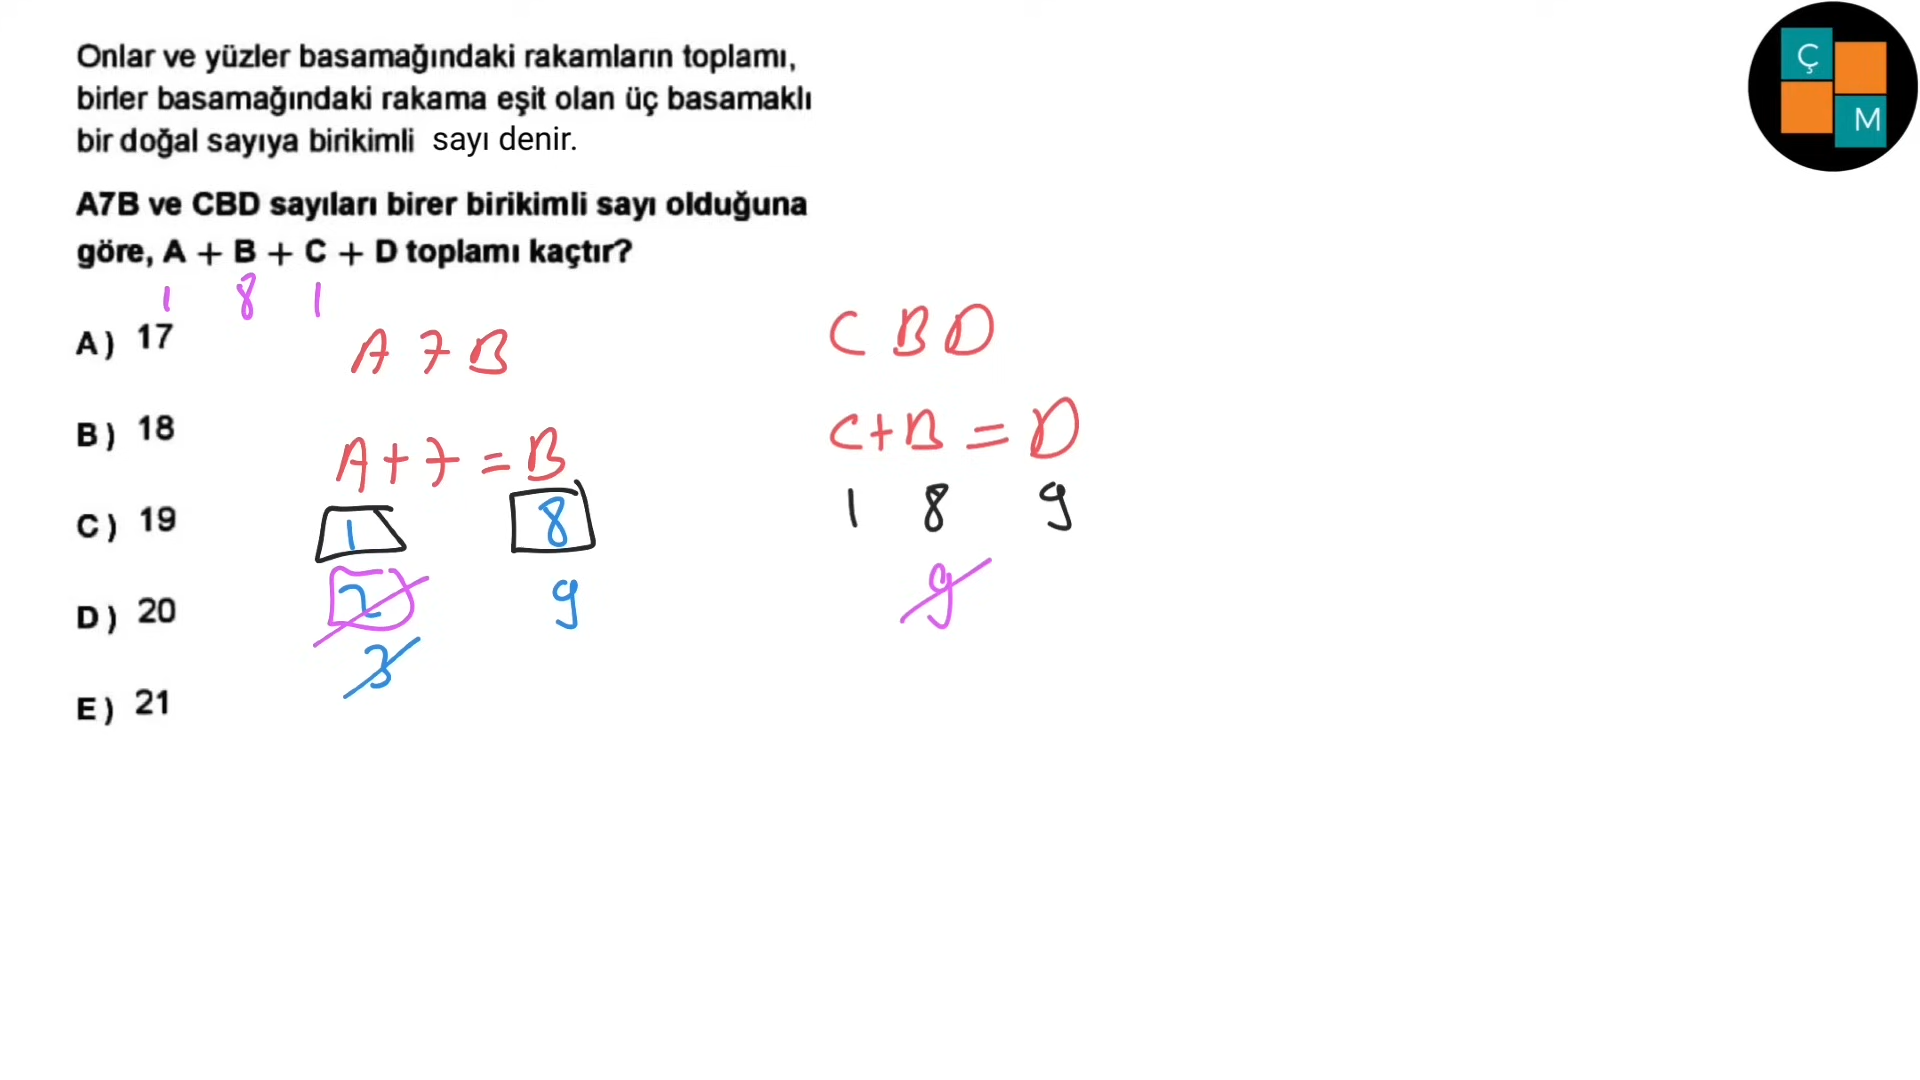 Onlar ve yüzler basamağındaki rakamların toplamı,
birler basamağındaki rakama eşit olan üç basamaklı
bir doğal sayıya birikimli sayı denir.
A7B ve CBD sayıları birer birikimli sayı olduğuna
göre, A + B + C + D toplamı kaçtır?
1 8 1
A) 17
B) 18
C) 19
D) 20
E) 21
A 7 B
A + 7 = B
1 8
2 9
3
C B D
C + B = D
1 8 9
9
Ç
M